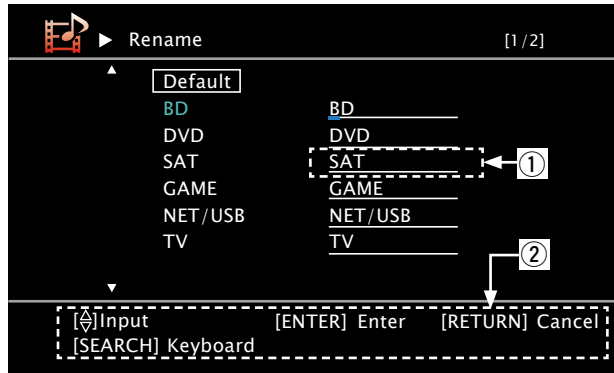 Rename [1/2]
Default
BD BD
DVD DVD
SAT SAT ①
GAME GAME
NET/USB NET/USB
TV TV
②
[△▽]Input [ENTER] Enter [RETURN] Cancel
[SEARCH] Keyboard